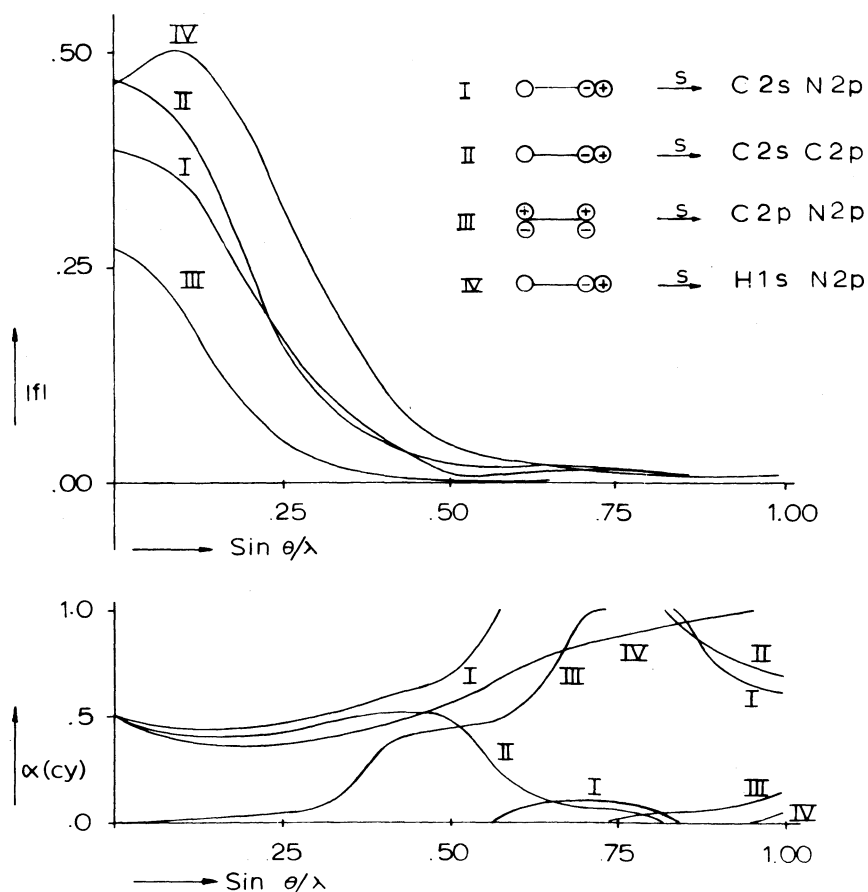 IV
.50
II
I
III
.25
|f|
.00
.25 .50 .75 1.00
Sin θ/λ
I ⊖⊕ S C 2s N 2p
II ⊖⊕ S C 2s C 2p
III ⊕ ⊕ ⊖ ⊖ S C 2p N 2p
IV ⊖⊕ S H 1s N 2p
1.0
I III IV II
I
.5
II
∝(cy)
I III
IV
.0
.25 .50 .75 1.00
Sin θ/λ